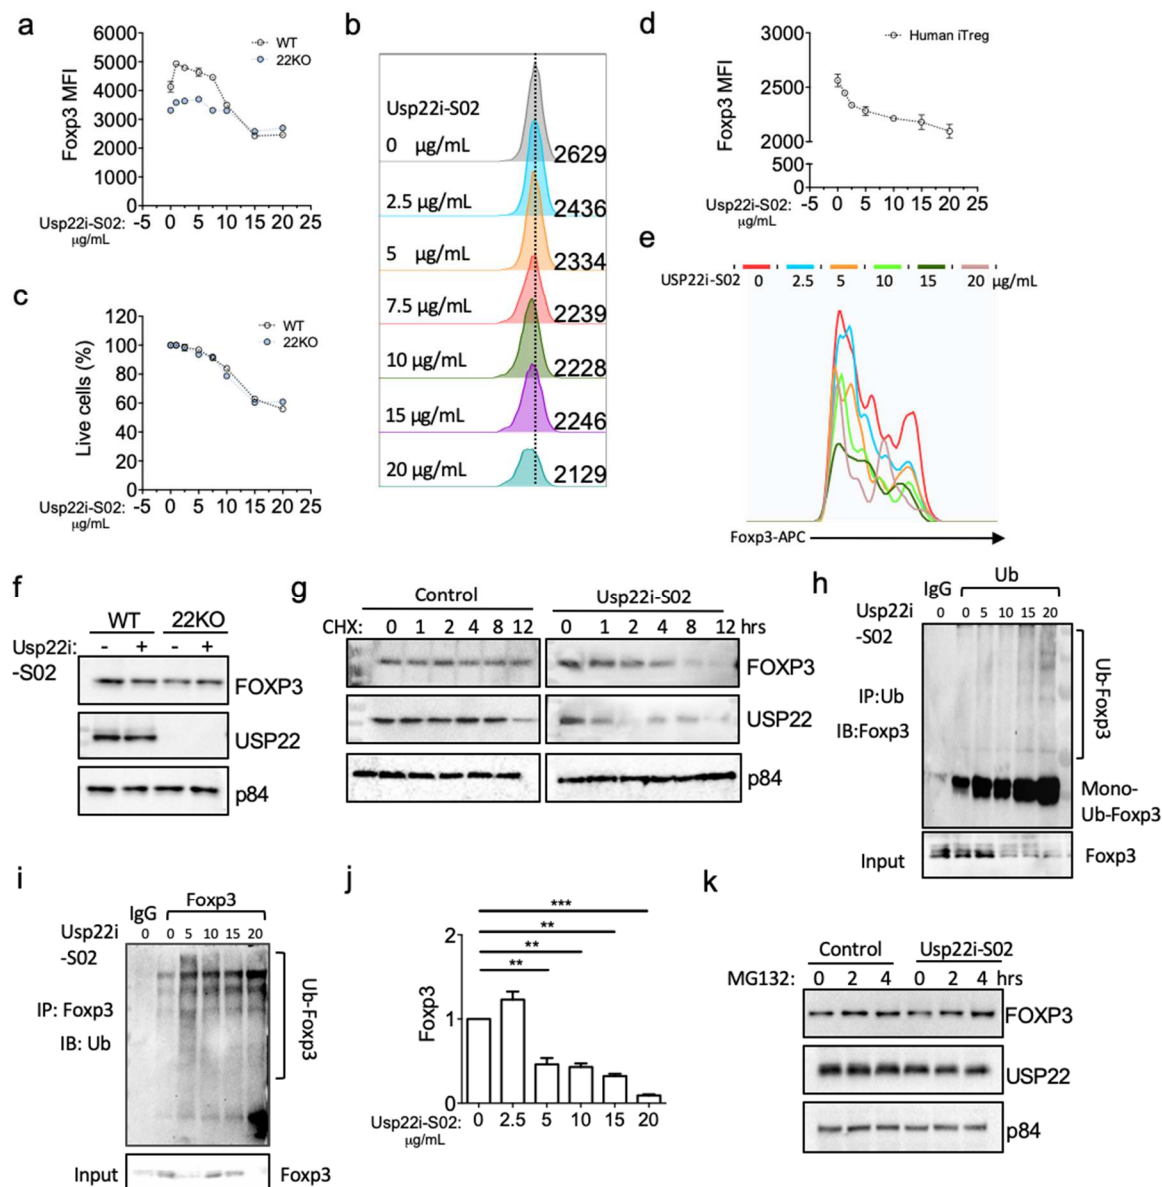 a
6000
5000
4000
3000
2000
1000
0
Foxp3 MFI
WT
22KO
-5 0 5 10 15 20 25
Usp22i-S02:
μg/mL
b
Usp22i-S02
0 μg/mL 2629
2.5 μg/mL 2436
5 μg/mL 2334
7.5 μg/mL 2239
10 μg/mL 2228
15 μg/mL 2246
20 μg/mL 2129
c
120
100
80
60
40
20
0
Live cells (%)
WT
22KO
-5 0 5 10 15 20 25
Usp22i-S02:
μg/mL
d
3000
2500
2000
500
0
Foxp3 MFI
Human iTreg
-5 0 5 10 15 20 25
Usp22i-S02:
μg/mL
e
USP22i-S02 0 2.5 5 10 15 20 μg/mL
Foxp3-APC
f
WT 22KO
Usp22i: - + - +
-S02
FOXP3
USP22
p84
g
Control Usp22i-S02
CHX: 0 1 2 4 8 12 0 1 2 4 8 12 hrs
FOXP3
USP22
p84
h
IgG Ub
Usp22i 0 0 5 10 15 20
-S02
IP:Ub
IB:Foxp3
Ub-Foxp3
Mono-
Ub-Foxp3
Input Foxp3
i
IgG Foxp3
Usp22i 0 0 5 10 15 20
-S02
IP: Foxp3
IB: Ub
Ub-Foxp3
Input Foxp3
j
***
**
**
**
2
1
0
Foxp3
0 2.5 5 10 15 20
Usp22i-S02:
μg/mL
k
Control Usp22i-S02
MG132: 0 2 4 0 2 4 hrs
FOXP3
USP22
p84